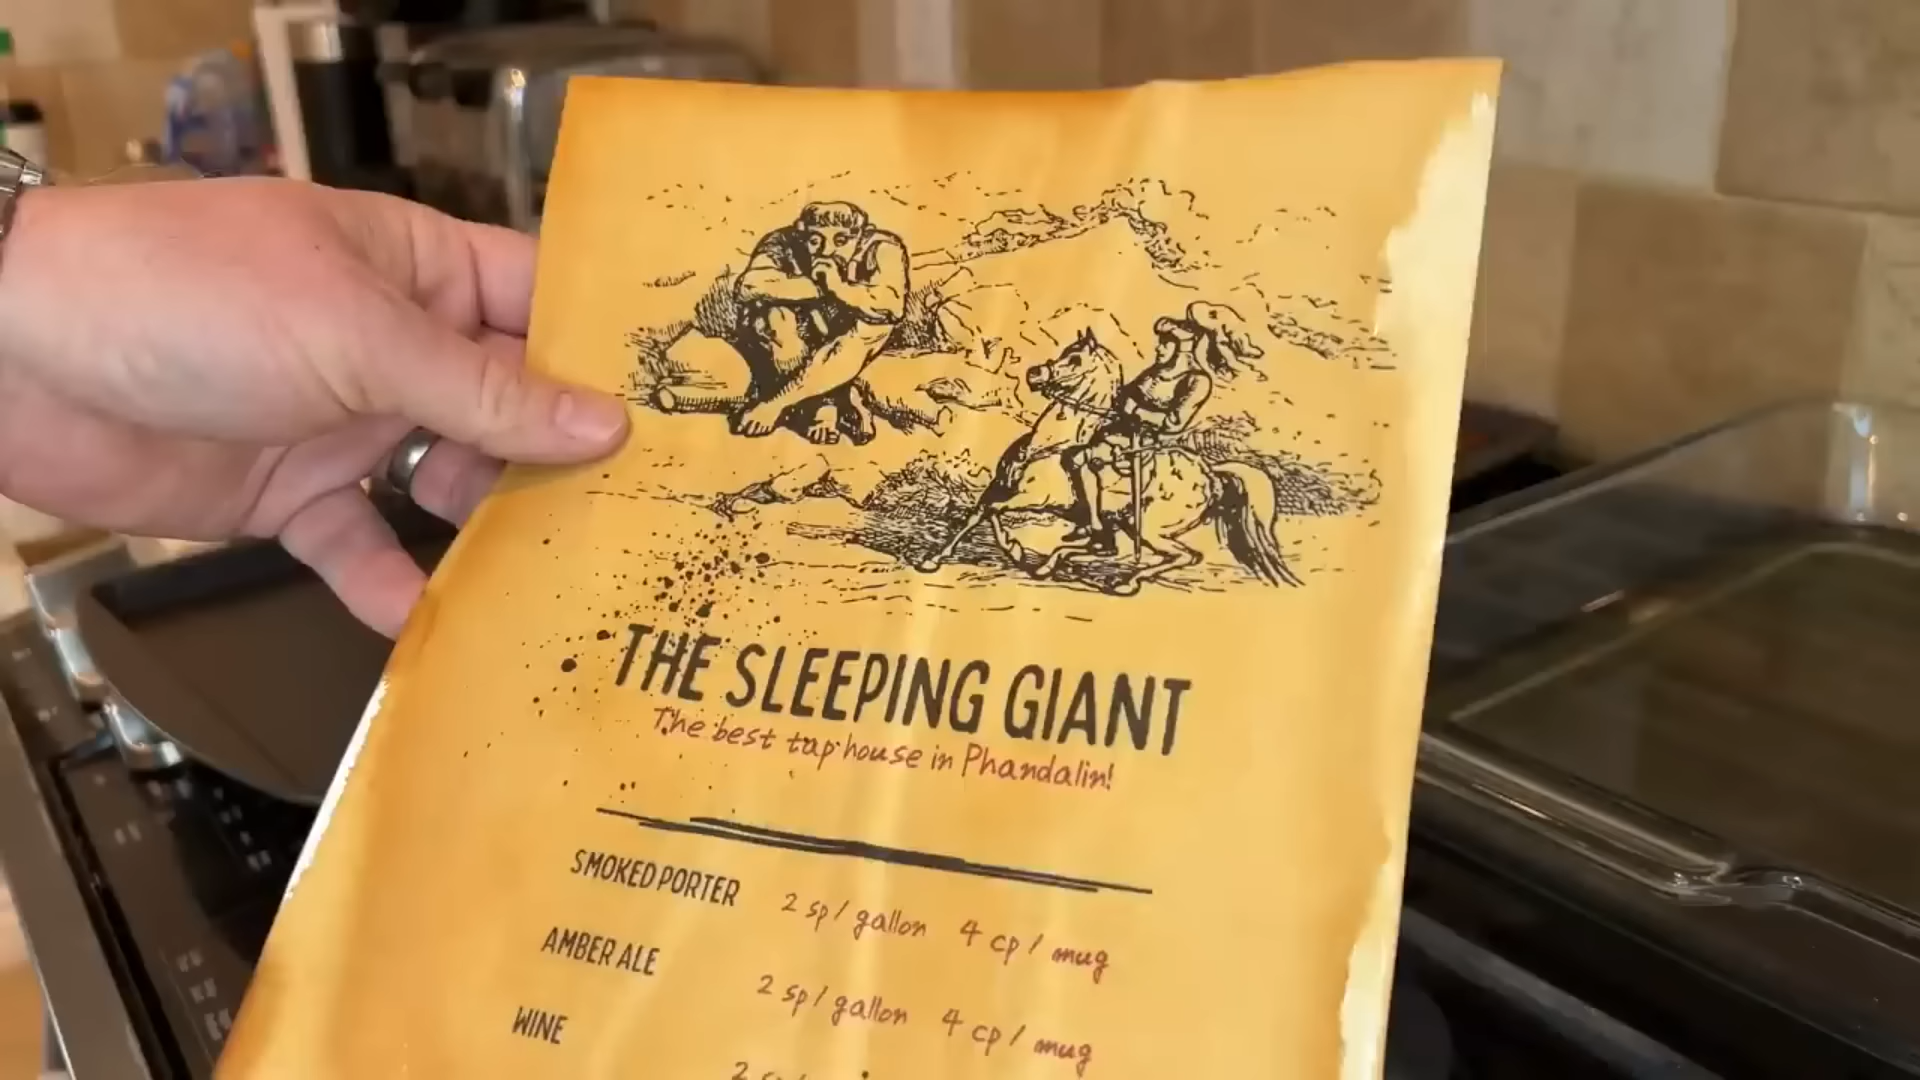 THE SLEEPING GIANT
The best tap house in Phandalin!
SMOKED PORTER 2 sp/ gallon 4 cp / mug
AMBER ALE 2 sp/ gallon 4 cp / mug
WINE